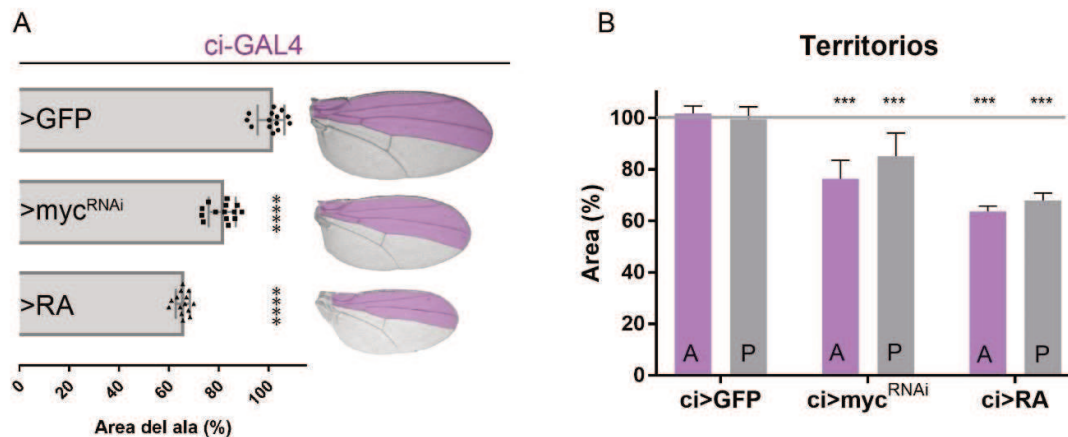 A
ci-GAL4
>GFP
>myc^RNAi
>RA
****
****
0 20 40 60 80 100
Area del ala (%)
B
Territorios
*** *** *** ***
100
80
60
40
20
0
Area (%)
A P A P A P
ci>GFP ci>myc^RNAi ci>RA